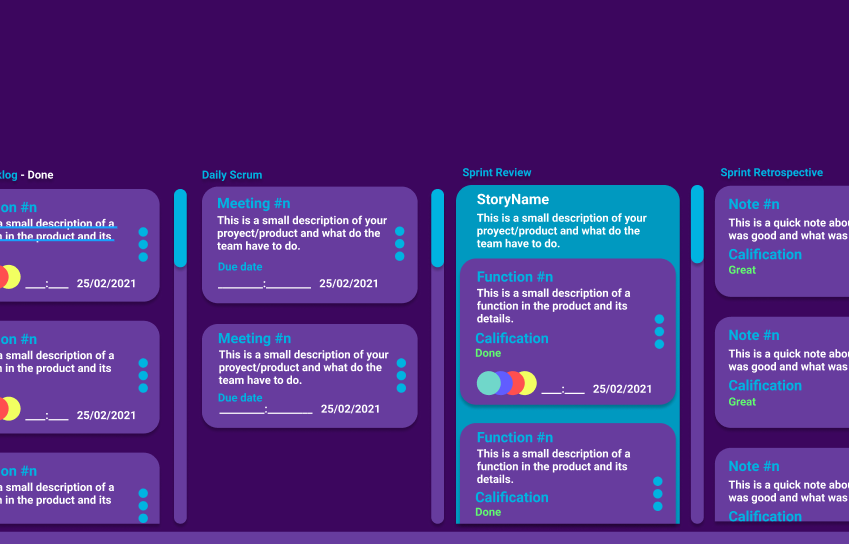 klog - Done
on #n
a small description of a
n in the product and its
___:___ 25/02/2021
on #n
a small description of a
n in the product and its
___:___ 25/02/2021
on #n
a small description of a
n in the product and its
Daily Scrum
Meeting #n
This is a small description of your
proyect/product and what do the
team have to do.
Due date
_______:_______ 25/02/2021
Meeting #n
This is a small description of your
proyect/product and what do the
team have to do.
Due date
_______:_______ 25/02/2021
Sprint Review
StoryName
This is a small description of your
proyect/product and what do the
team have to do.
Function #n
This is a small description of a
function in the product and its
details.
Calification
Done
___:___ 25/02/2021
Function #n
This is a small description of a
function in the product and its
details.
Calification
Done
Sprint Retrospective
Note #n
This is a quick note abou
was good and what was
Calification
Great
Note #n
This is a quick note abou
was good and what was
Calification
Great
Note #n
This is a quick note abou
was good and what was
Calification